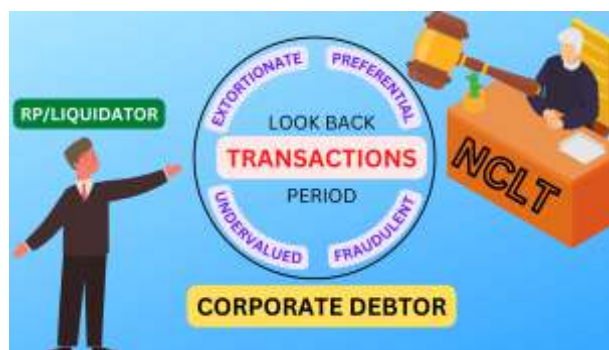 RP/LIQUIDATOR
EXTORTIONATE
PREFERENTIAL
LOOK BACK
TRANSACTIONS
PERIOD
UNDERVALUED
FRAUDULENT
CORPORATE DEBTOR
NCLT